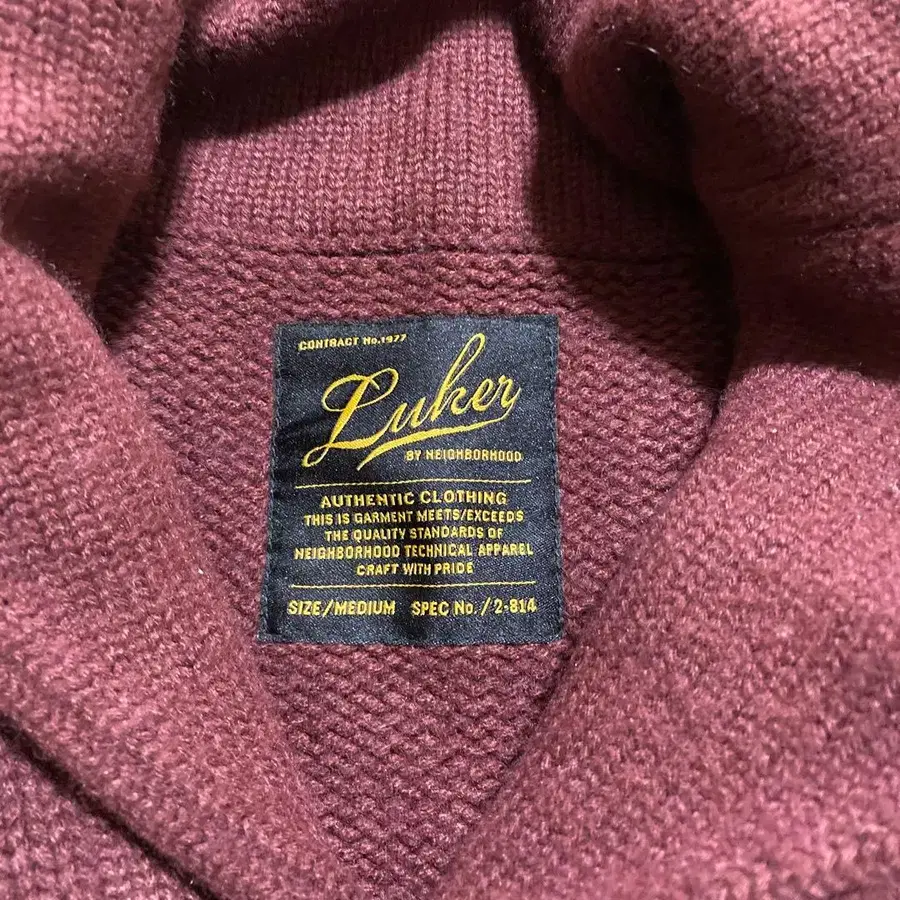 CONTRACT No.1977
Luker
BY NEIGHBORHOOD
AUTHENTIC CLOTHING
THIS IS GARMENT MEETS/EXCEEDS
THE QUALITY STANDARDS OF
NEIGHBORHOOD TECHNICAL APPAREL
CRAFT WITH PRIDE
SIZE/MEDIUM SPEC No./2-814